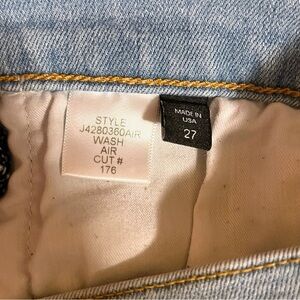 STYLE
J4280360AIR
WASH
AIR
CUT #
176
MADE IN
USA
27